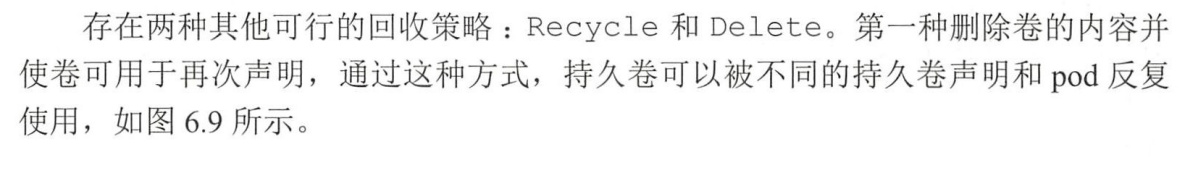 存在两种其他可行的回收策略：Recycle 和 Delete。第一种删除卷的内容并
使卷可用于再次声明，通过这种方式，持久卷可以被不同的持久卷声明和 pod 反复
使用，如图 6.9 所示。